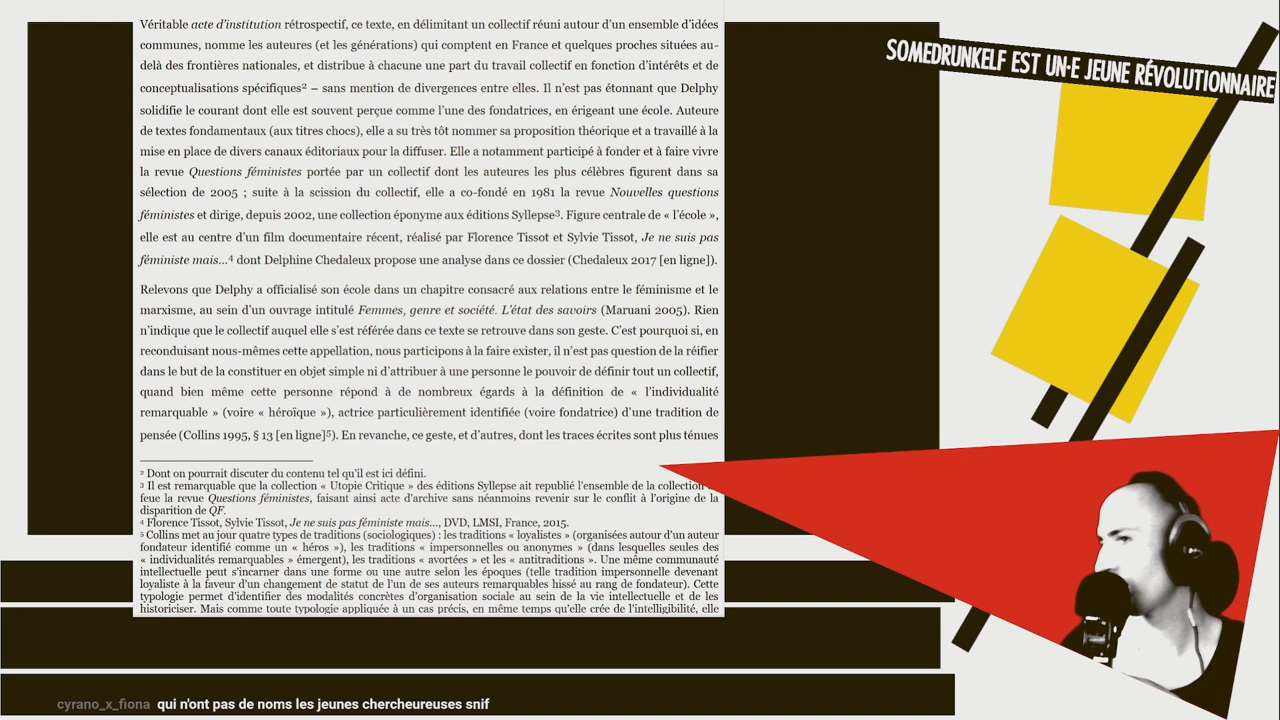 Véritable acte d'institution rétrospectif, ce texte, en délimitant un collectif réuni autour d'un ensemble d'idées
communes, nomme les auteures (et les générations) qui comptent en France et quelques proches situées au-
delà des frontières nationales, et distribue à chacune une part du travail collectif en fonction d'intérêts et de
conceptualisations spécifiques² – sans mention de divergences entre elles. Il n'est pas étonnant que Delphy
solidifie le courant dont elle est souvent perçue comme l'une des fondatrices, en érigeant une école. Auteure
de textes fondamentaux (aux titres chocs), elle a su très tôt nommer sa proposition théorique et a travaillé à la
mise en place de divers canaux éditoriaux pour la diffuser. Elle a notamment participé à fonder et à faire vivre
la revue Questions féministes portée par un collectif dont les auteures les plus célèbres figurent dans sa
sélection de 2005 ; suite à la scission du collectif, elle a co-fondé en 1981 la revue Nouvelles questions
féministes et dirige, depuis 2002, une collection éponyme aux éditions Syllepse³. Figure centrale de « l'école »,
elle est au centre d'un film documentaire récent, réalisé par Florence Tissot et Sylvie Tissot, Je ne suis pas
féministe mais…⁴ dont Delphine Chedaleux propose une analyse dans ce dossier (Chedaleux 2017 [en ligne]).
Relevons que Delphy a officialisé son école dans un chapitre consacré aux relations entre le féminisme et le
marxisme, au sein d'un ouvrage intitulé Femmes, genre et société. L'état des savoirs (Maruani 2005). Rien
n'indique que le collectif auquel elle s'est référée dans ce texte se retrouve dans son geste. C'est pourquoi si, en
reconduisant nous-mêmes cette appellation, nous participons à la faire exister, il n'est pas question de la réifier
dans le but de la constituer en objet simple ni d'attribuer à une personne le pouvoir de définir tout un collectif,
quand bien même cette personne répond à de nombreux égards à la définition de « l'individualité
remarquable » (voire « héroïque »), actrice particulièrement identifiée (voire fondatrice) d'une tradition de
pensée (Collins 1995, § 13 [en ligne]⁵). En revanche, ce geste, et d'autres, dont les traces écrites sont plus ténues
² Dont on pourrait discuter du contenu tel qu'il est ici défini.
³ Il est remarquable que la collection « Utopie Critique » des éditions Syllepse ait republié l'ensemble de la collection
feue la revue Questions féministes, faisant ainsi acte d'archive sans néanmoins revenir sur le conflit à l'origine de la
disparition de QF.
⁴ Florence Tissot, Sylvie Tissot, Je ne suis pas féministe mais…, DVD, LMSI, France, 2015.
⁵ Collins met au jour quatre types de traditions (sociologiques) : les traditions « loyalistes » (organisées autour d'un auteur
fondateur identifié comme un « héros »), les traditions « impersonnelles ou anonymes » (dans lesquelles seules des
« individualités remarquables » émergent), les traditions « avortées » et les « antitraditions ». Une même communauté
intellectuelle peut s'incarner dans une forme ou une autre selon les époques (telle tradition impersonnelle devenant
loyaliste à la faveur d'un changement de statut de l'un de ses auteurs remarquables hissé au rang de fondateur). Cette
typologie permet d'identifier des modalités concrètes d'organisation sociale au sein de la vie intellectuelle et de les
historiciser. Mais comme toute typologie appliquée à un cas précis, en même temps qu'elle crée de l'intelligibilité, elle
SOMEDRUNKELF EST UN·E JEUNE RÉVOLUTIONNAIRE
cyrano_x_fiona qui n'ont pas de noms les jeunes chercheureuses snif